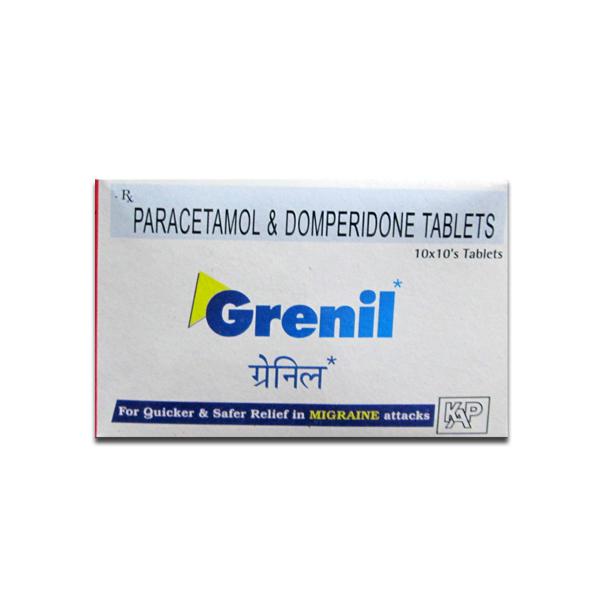 Rx
PARACETAMOL & DOMPERIDONE TABLETS
10x10's Tablets
Grenil*
ग्रेनिल*
For Quicker & Safer Relief in MIGRAINE attacks
KAP